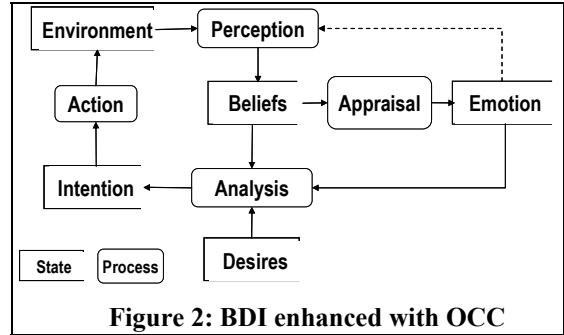 Environment
Perception
Action
Beliefs
Appraisal
Emotion
Intention
Analysis
State
Process
Desires
Figure 2: BDI enhanced with OCC